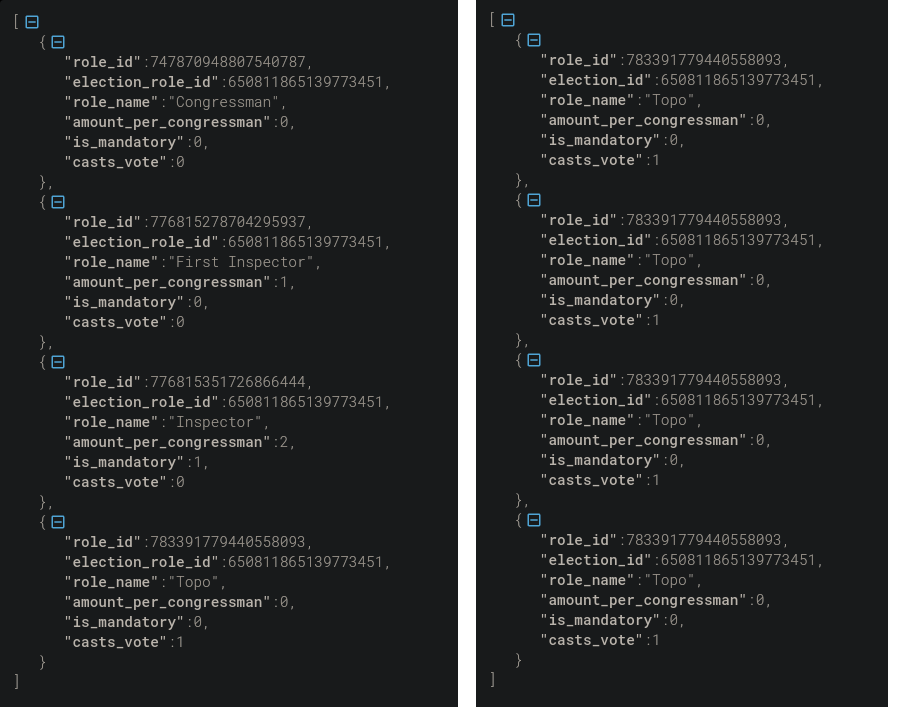 [
{
"role_id":747870948807540787,
"election_role_id":650811865139773451,
"role_name":"Congressman",
"amount_per_congressman":0,
"is_mandatory":0,
"casts_vote":0
},
{
"role_id":776815278704295937,
"election_role_id":650811865139773451,
"role_name":"First Inspector",
"amount_per_congressman":1,
"is_mandatory":0,
"casts_vote":0
},
{
"role_id":776815351726866444,
"election_role_id":650811865139773451,
"role_name":"Inspector",
"amount_per_congressman":2,
"is_mandatory":1,
"casts_vote":0
},
{
"role_id":783391779440558093,
"election_role_id":650811865139773451,
"role_name":"Topo",
"amount_per_congressman":0,
"is_mandatory":0,
"casts_vote":1
}
]
[
{
"role_id":783391779440558093,
"election_id":650811865139773451,
"role_name":"Topo",
"amount_per_congressman":0,
"is_mandatory":0,
"casts_vote":1
},
{
"role_id":783391779440558093,
"election_id":650811865139773451,
"role_name":"Topo",
"amount_per_congressman":0,
"is_mandatory":0,
"casts_vote":1
},
{
"role_id":783391779440558093,
"election_id":650811865139773451,
"role_name":"Topo",
"amount_per_congressman":0,
"is_mandatory":0,
"casts_vote":1
},
{
"role_id":783391779440558093,
"election_id":650811865139773451,
"role_name":"Topo",
"amount_per_congressman":0,
"is_mandatory":0,
"casts_vote":1
}
]